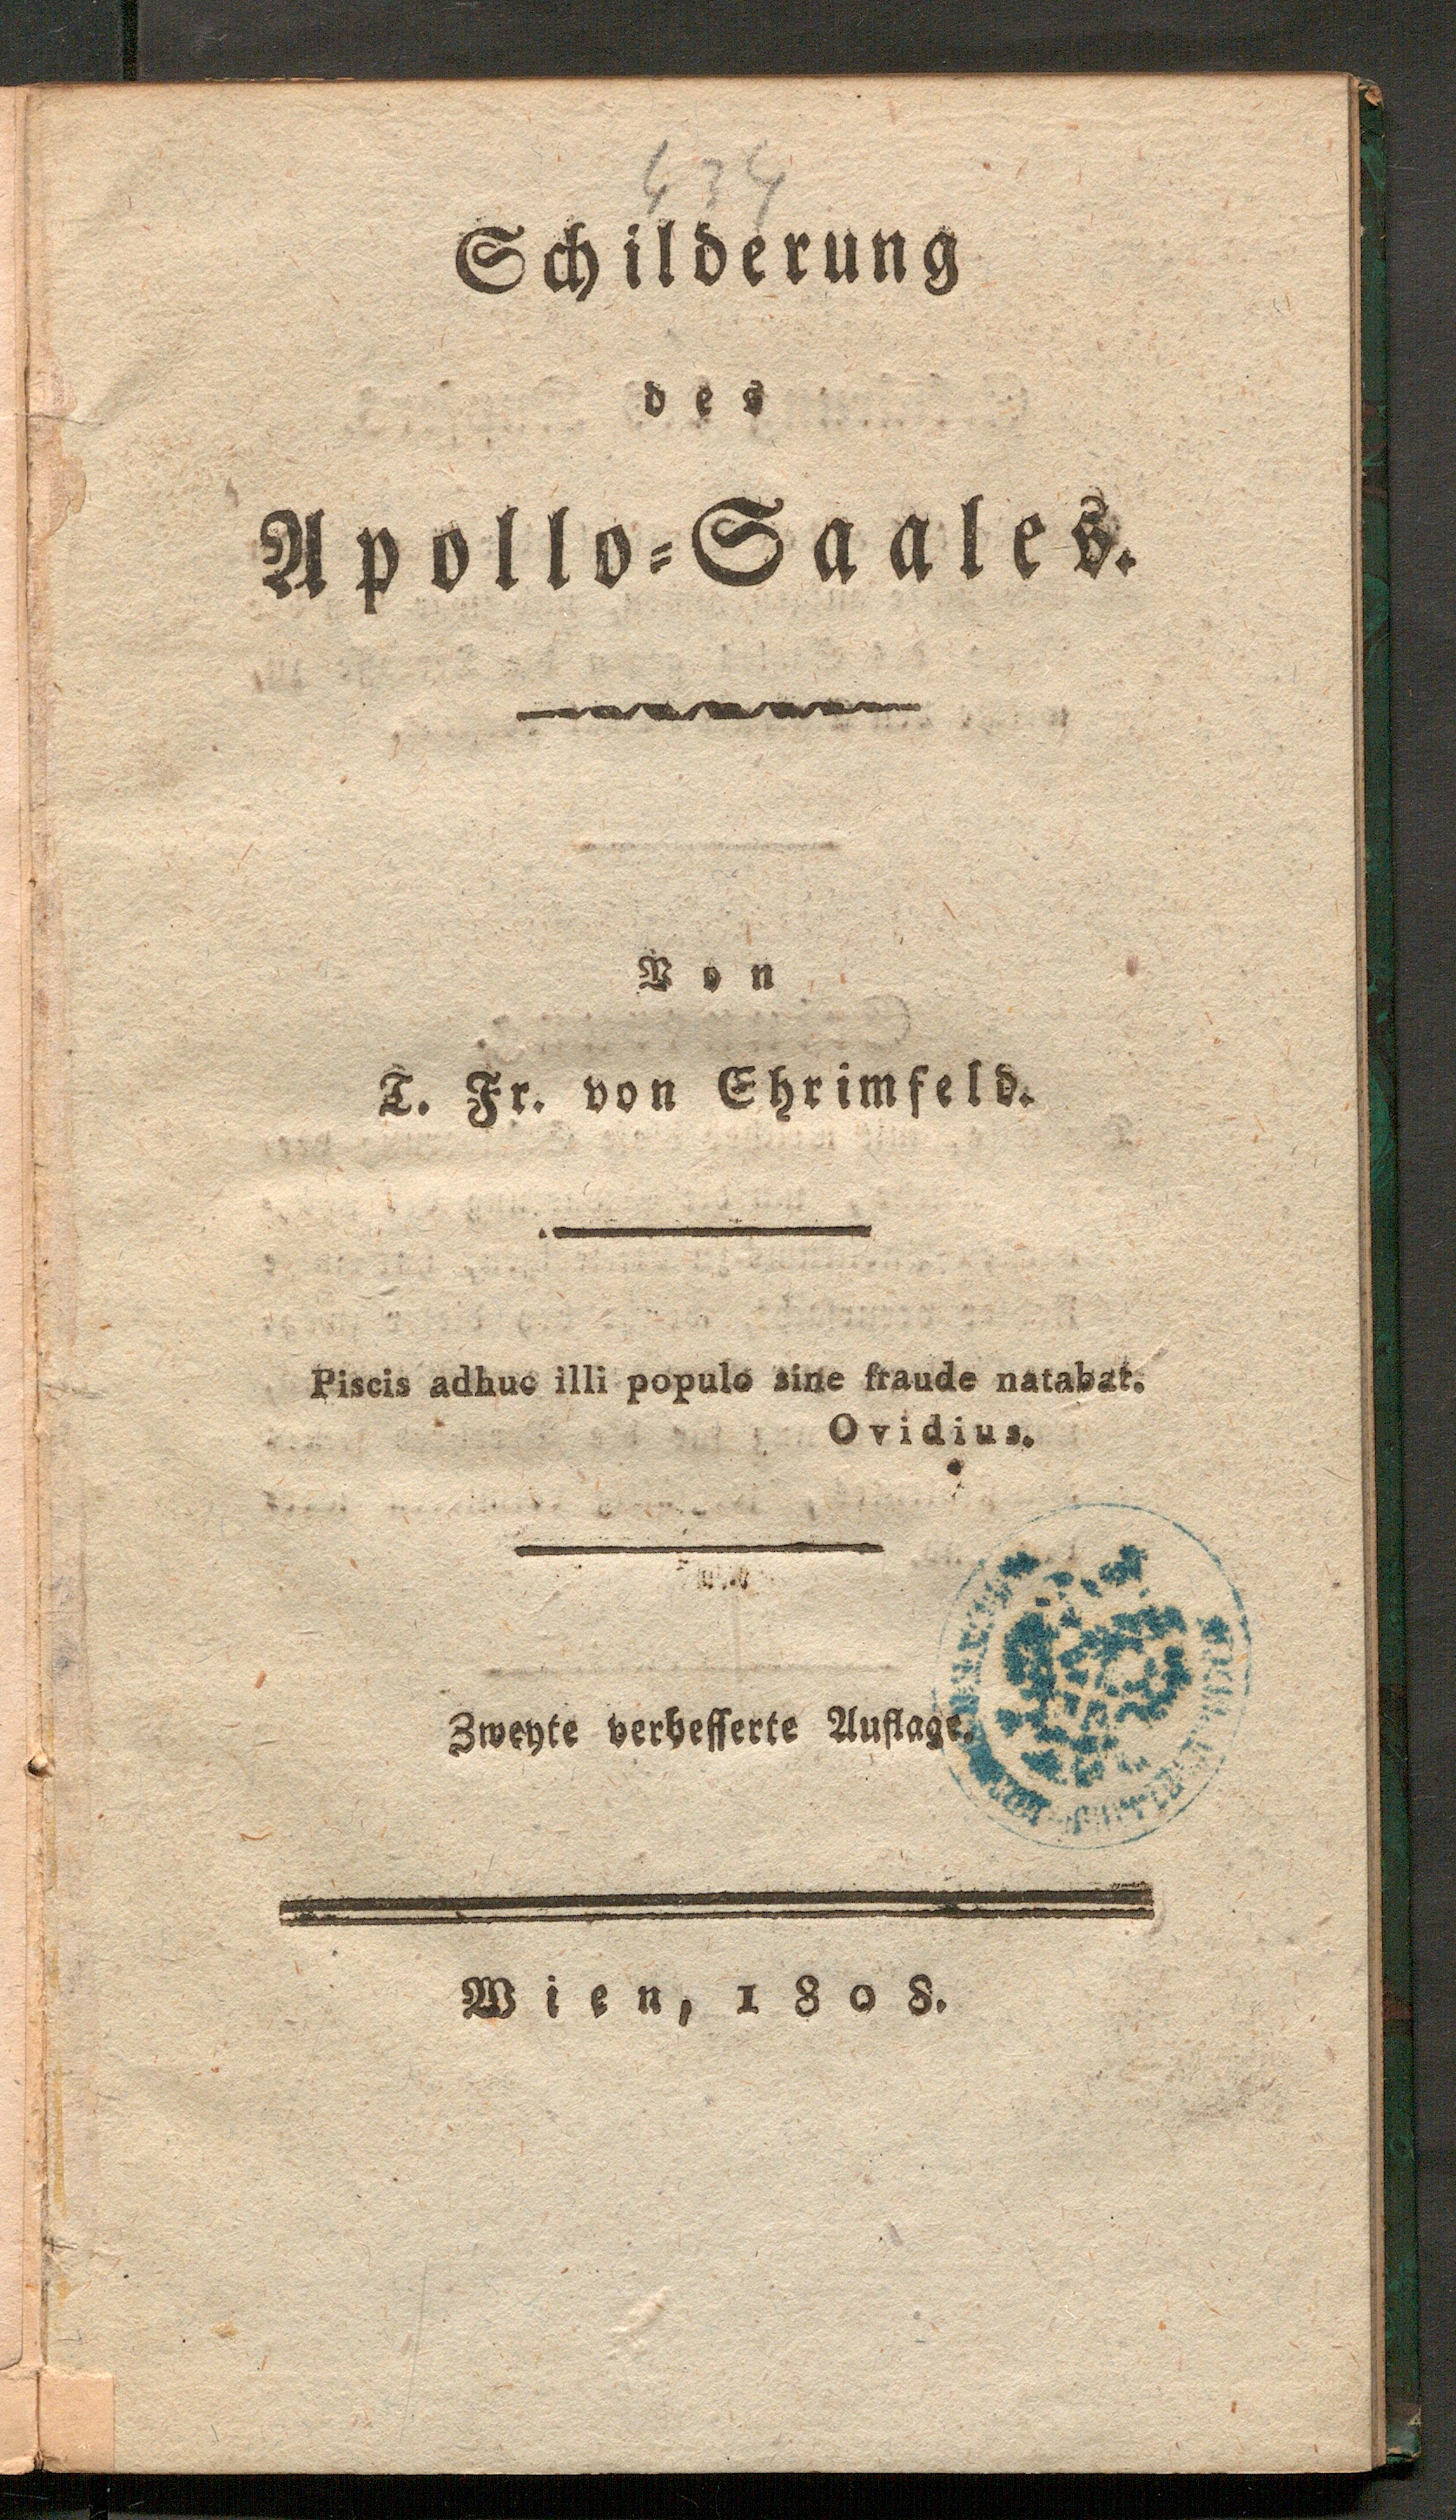 434
Schilderung
des
Apollo-Saales.
Von
T. Fr. von Ehrimfeld.
Piscis adhuc illi populo sine fraude natabat.
Ovidius.
Zweyte verbesserte Auflage.
Wien, 1808.